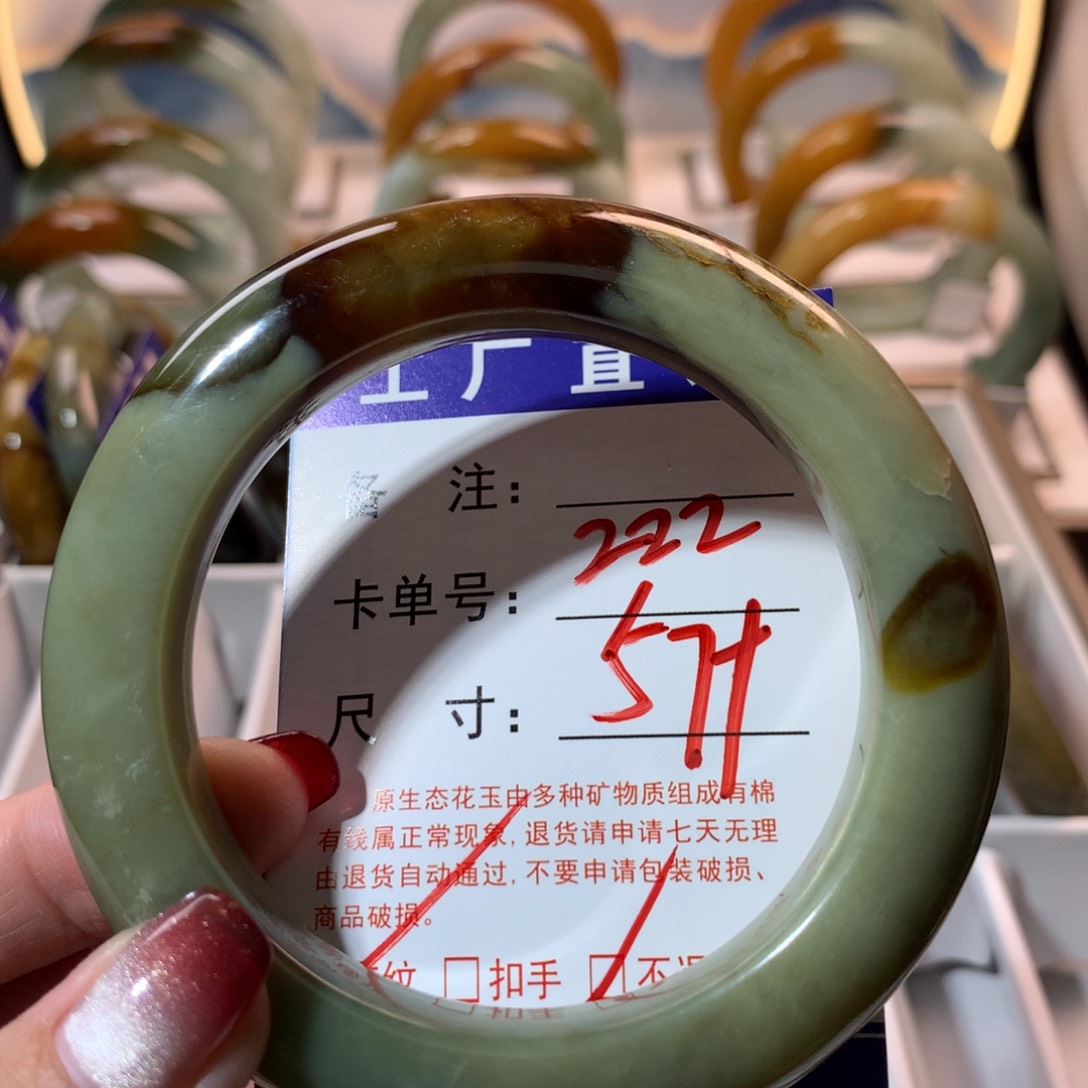 工厂直
备 注：
222
卡单号：
57+
尺 寸：
原生态花玉由多种矿物质组成有棉
有线属正常现象，退货请申请七天无理
由退货自动通过，不要申请包装破损、
商品破损。
纹 □扣手 □不退